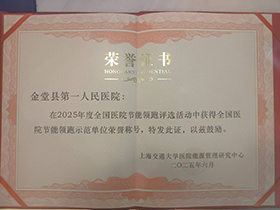 荣誉证书
HONORARY CREDENTIAL
金堂县第一人民医院：
在2025年度全国医院节能领跑评选活动中获得全国医
院节能领跑示范单位荣誉称号，特发此证，以兹鼓励。
上海交通大学医院能源管理研究中心
二〇二五年六月